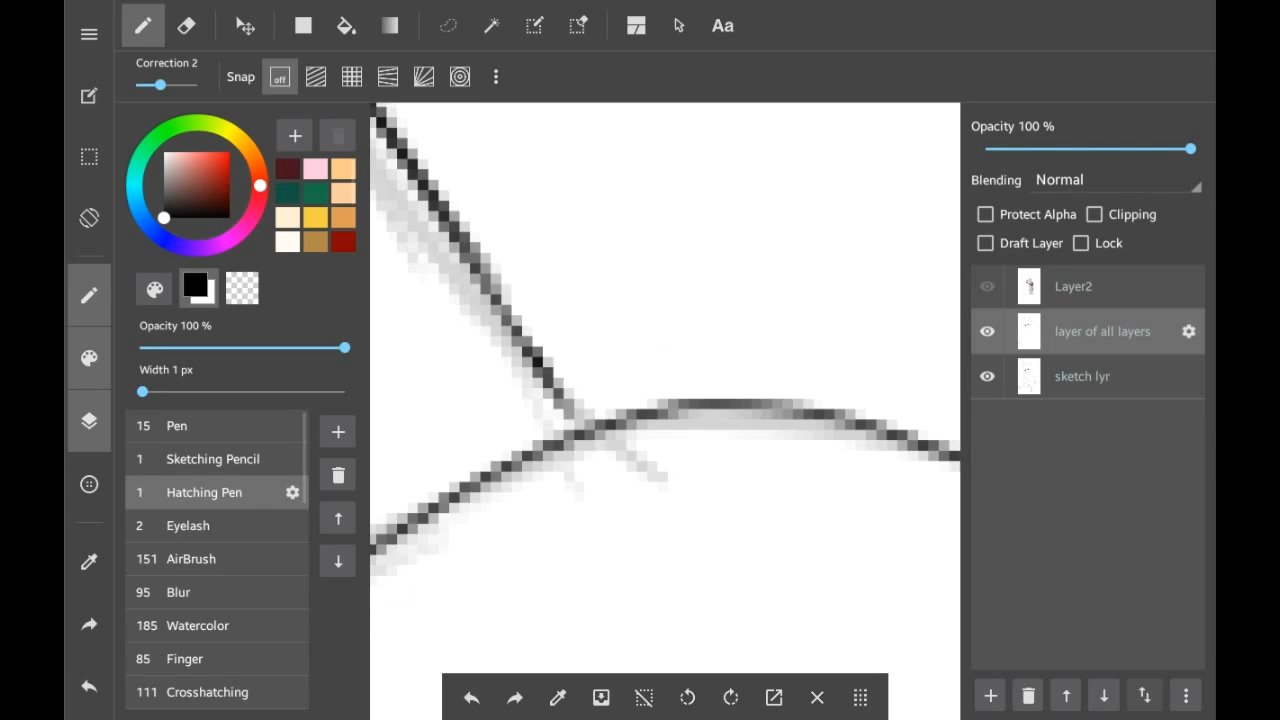 Aa
Correction 2
Snap
off
Opacity 100 %
Width 1 px
15 Pen
1 Sketching Pencil
1 Hatching Pen
2 Eyelash
151 AirBrush
95 Blur
185 Watercolor
85 Finger
111 Crosshatching
Opacity 100 %
Blending Normal
Protect Alpha Clipping
Draft Layer Lock
Layer2
layer of all layers
sketch lyr